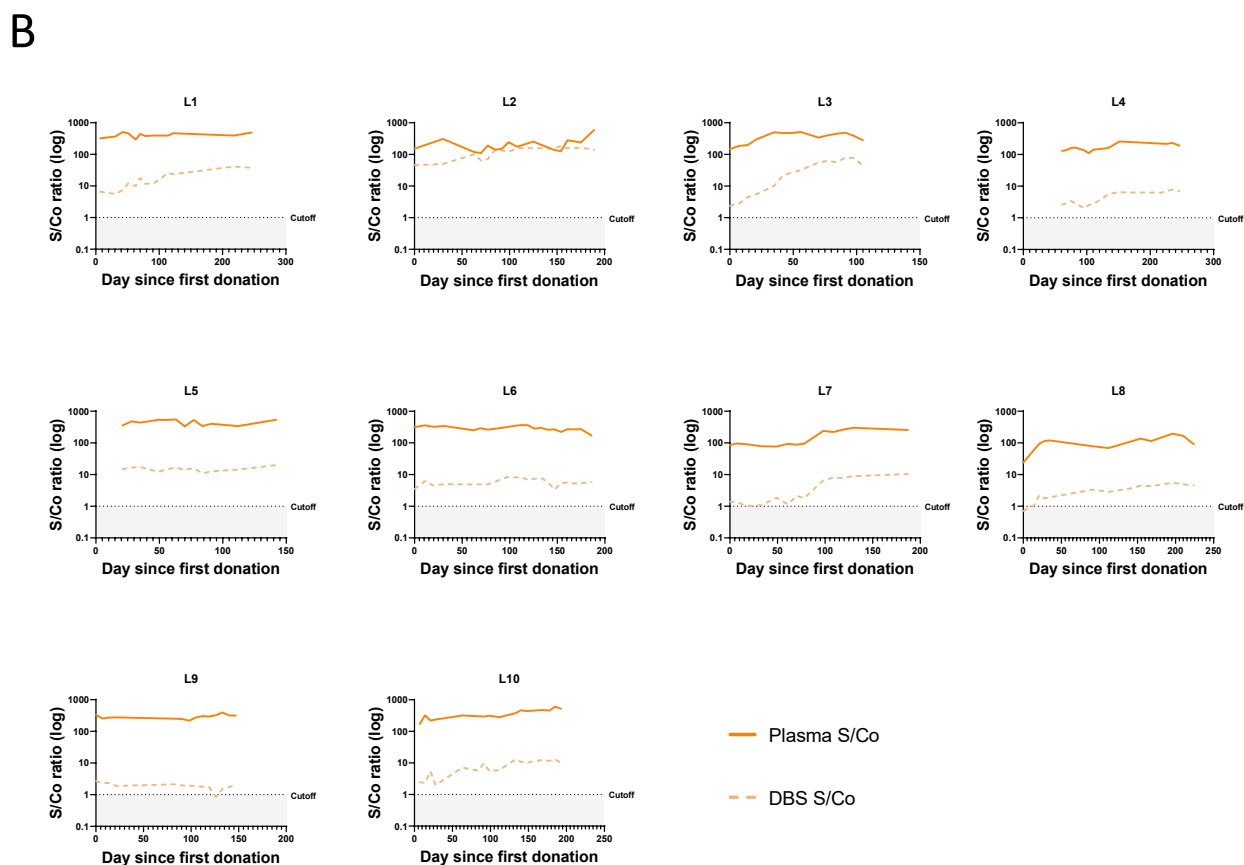 B
L1
S/Co ratio (log)
1000
100
10
1
0.1
Cutoff
0 100 200 300
Day since first donation
L2
S/Co ratio (log)
1000
100
10
1
0.1
Cutoff
0 50 100 150 200
Day since first donation
L3
S/Co ratio (log)
1000
100
10
1
0.1
Cutoff
0 50 100 150
Day since first donation
L4
S/Co ratio (log)
1000
100
10
1
0.1
Cutoff
0 100 200 300
Day since first donation
L5
S/Co ratio (log)
1000
100
10
1
0.1
Cutoff
0 50 100 150
Day since first donation
L6
S/Co ratio (log)
1000
100
10
1
0.1
Cutoff
0 50 100 150 200
Day since first donation
L7
S/Co ratio (log)
1000
100
10
1
0.1
Cutoff
0 50 100 150 200
Day since first donation
L8
S/Co ratio (log)
1000
100
10
1
0.1
Cutoff
0 50 100 150 200 250
Day since first donation
L9
S/Co ratio (log)
1000
100
10
1
0.1
Cutoff
0 50 100 150 200
Day since first donation
L10
S/Co ratio (log)
1000
100
10
1
0.1
Cutoff
0 50 100 150 200 250
Day since first donation
Plasma S/Co
DBS S/Co